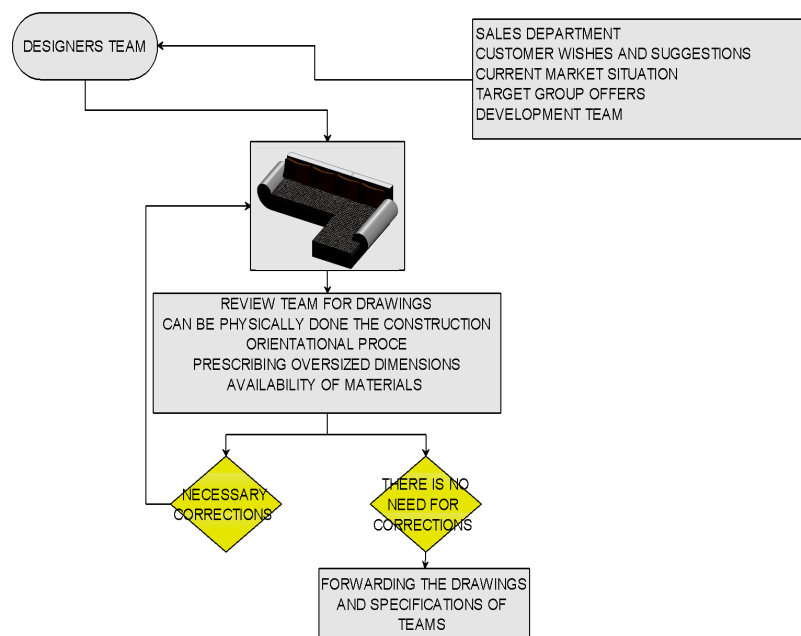 DESIGNERS TEAM
SALES DEPARTMENT
CUSTOMER WISHES AND SUGGESTIONS
CURRENT MARKET SITUATION
TARGET GROUP OFFERS
DEVELOPMENT TEAM
REVIEW TEAM FOR DRAWINGS
CAN BE PHYSICALLY DONE THE CONSTRUCTION
ORIENTATIONAL PROCE
PRESCRIBING OVERSIZED DIMENSIONS
AVAILABILITY OF MATERIALS
NECESSARY
CORRECTIONS
THERE IS NO
NEED FOR
CORRECTIONS
FORWARDING THE DRAWINGS
AND SPECIFICATIONS OF
TEAMS